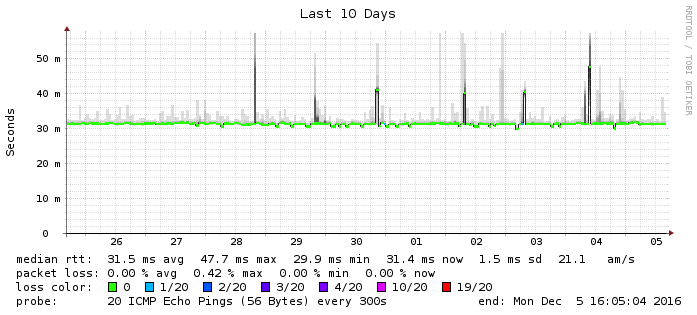 Last 10 Days
RRDTOOL / TOBI OETIKER
Seconds
50 m
40 m
30 m
20 m
10 m
0
26 27 28 29 30 01 02 03 04 05
median rtt: 31.5 ms avg 47.7 ms max 29.9 ms min 31.4 ms now 1.5 ms sd 21.1 am/s
packet loss: 0.00 % avg 0.42 % max 0.00 % min 0.00 % now
loss color: 0 1/20 2/20 3/20 4/20 10/20 19/20
probe: 20 ICMP Echo Pings (56 Bytes) every 300s end: Mon Dec 5 16:05:04 2016